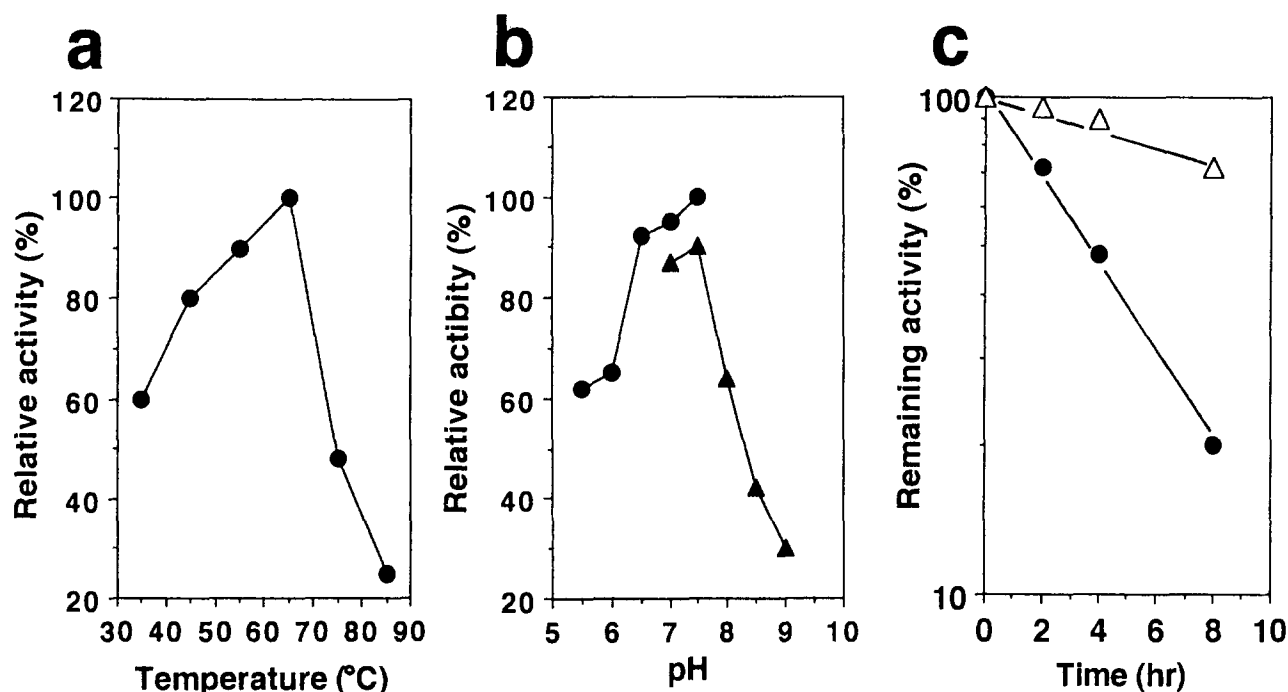 a
Relative activity (%)
120
100
80
60
40
20
30 40 50 60 70 80 90
Temperature (°C)
b
Relative actibity (%)
120
100
80
60
40
20
5 6 7 8 9 10
pH
c
Remaining activity (%)
100
10
0 2 4 6 8 10
Time (hr)